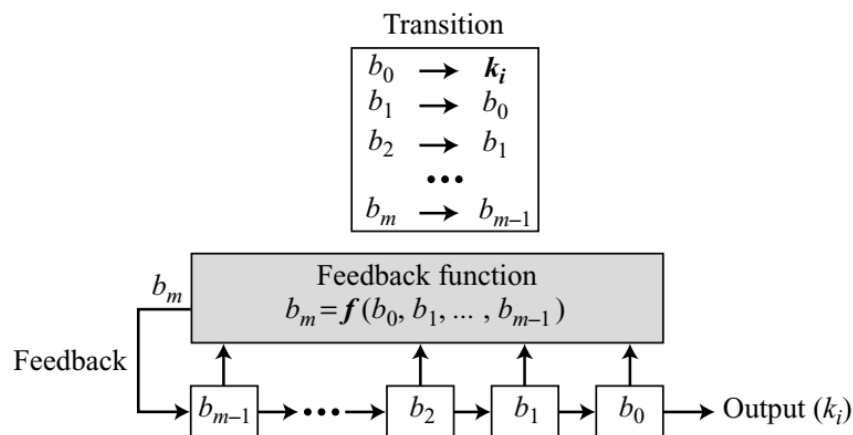 Transition
b₀ → kᵢ
b₁ → b₀
b₂ → b₁
•••
bₘ → bₘ₋₁
Feedback function
bₘ = f (b₀, b₁, ... , bₘ₋₁)
bₘ
Feedback
bₘ₋₁ ••• b₂ b₁ b₀ Output (kᵢ)